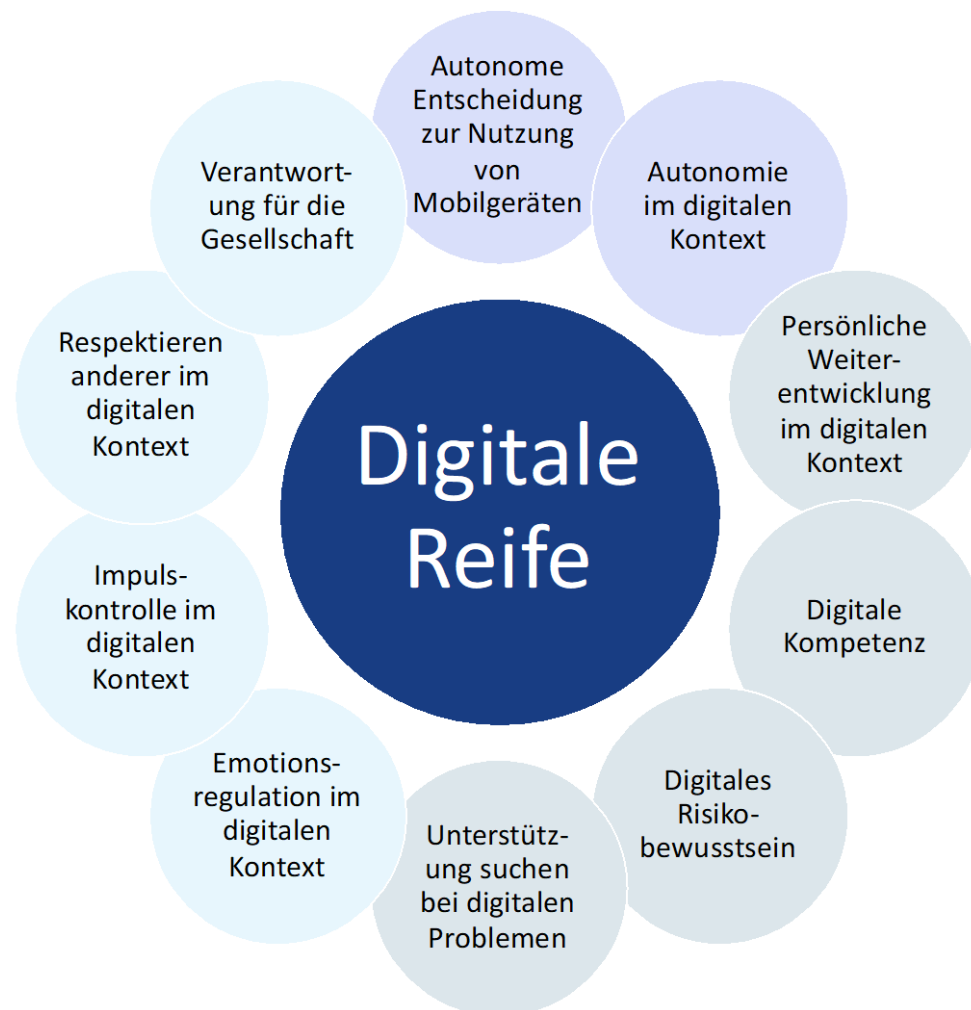 Autonome
Entscheidung
zur Nutzung
von
Mobilgeräten
Autonomie
im digitalen
Kontext
Persönliche
Weiter-
entwicklung
im digitalen
Kontext
Digitale
Kompetenz
Digitales
Risiko-
bewusstsein
Unterstütz-
ung suchen
bei digitalen
Problemen
Emotions-
regulation im
digitalen
Kontext
Impuls-
kontrolle im
digitalen
Kontext
Respektieren
anderer im
digitalen
Kontext
Verantwort-
ung für die
Gesellschaft
Digitale
Reife